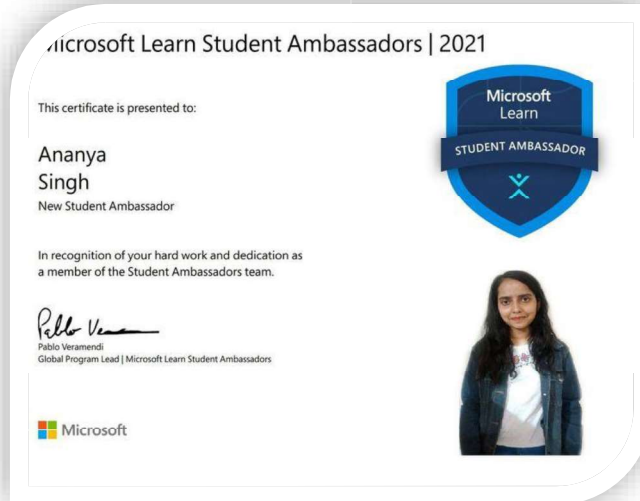 Microsoft Learn Student Ambassadors | 2021
This certificate is presented to:
Ananya
Singh
New Student Ambassador
In recognition of your hard work and dedication as
a member of the Student Ambassadors team.
Pablo Veramendi
Global Program Lead | Microsoft Learn Student Ambassadors
Microsoft
Microsoft
Learn
STUDENT AMBASSADOR